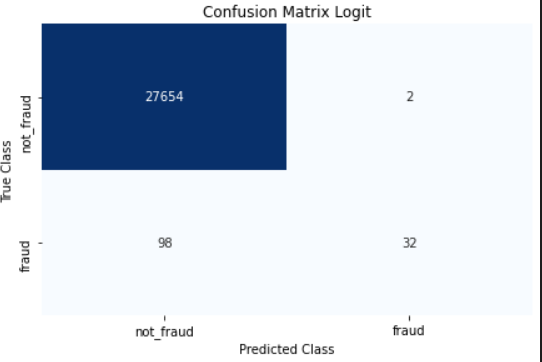 Confusion Matrix Logit
True Class
not_fraud
27654
2
fraud
98
32
not_fraud
fraud
Predicted Class